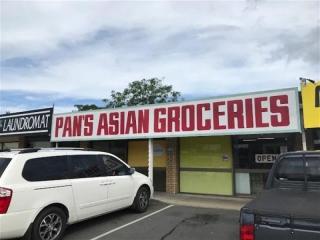 LAUNDROMAT
PAN'S ASIAN GROCERIES
OPEN